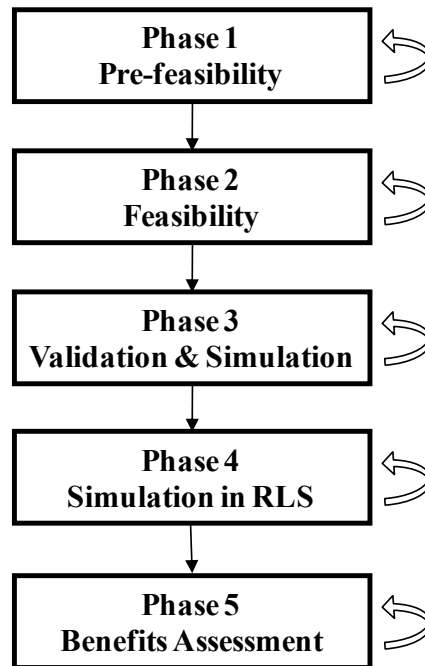 Phase 1
Pre-feasibility
Phase 2
Feasibility
Phase 3
Validation & Simulation
Phase 4
Simulation in RLS
Phase 5
Benefits Assessment